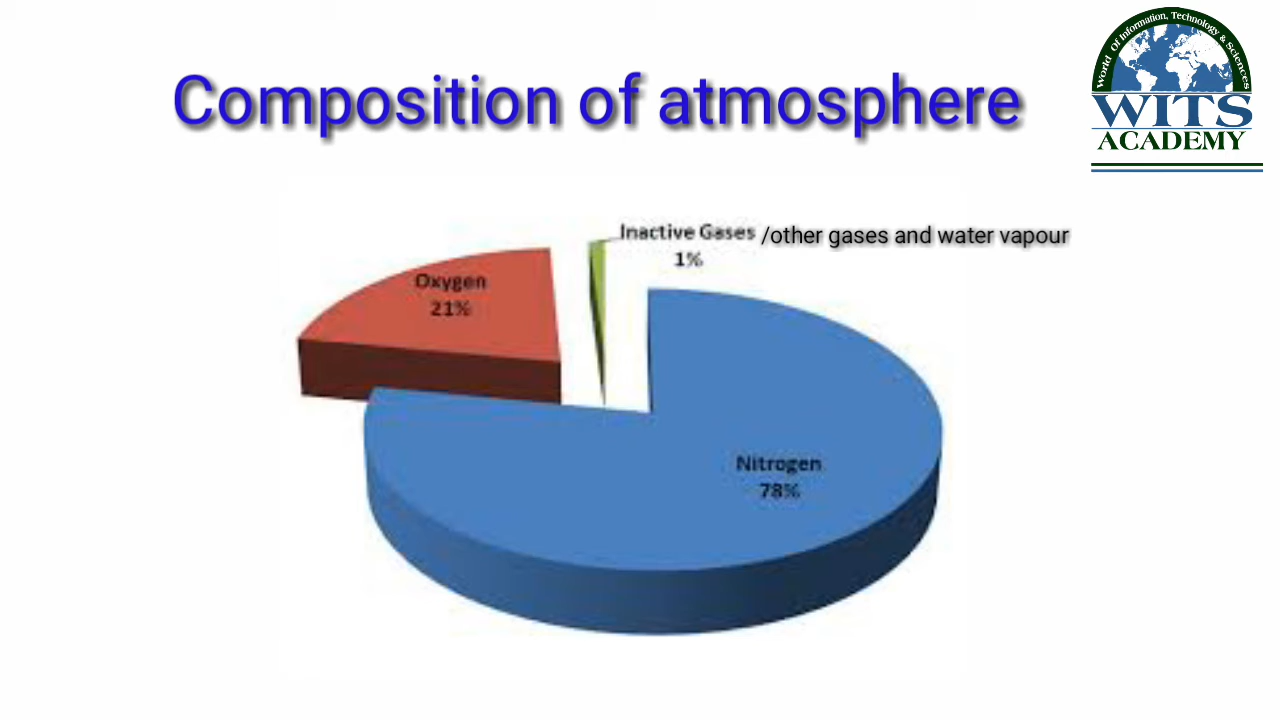 World Of Information, Technology & Sciences
WITS
ACADEMY
Composition of atmosphere
Inactive Gases /other gases and water vapour
1%
Oxygen
21%
Nitrogen
78%